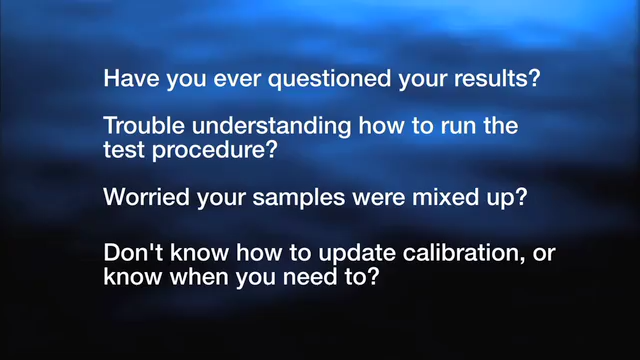 Have you ever questioned your results?
Trouble understanding how to run the
test procedure?
Worried your samples were mixed up?
Don't know how to update calibration, or
know when you need to?